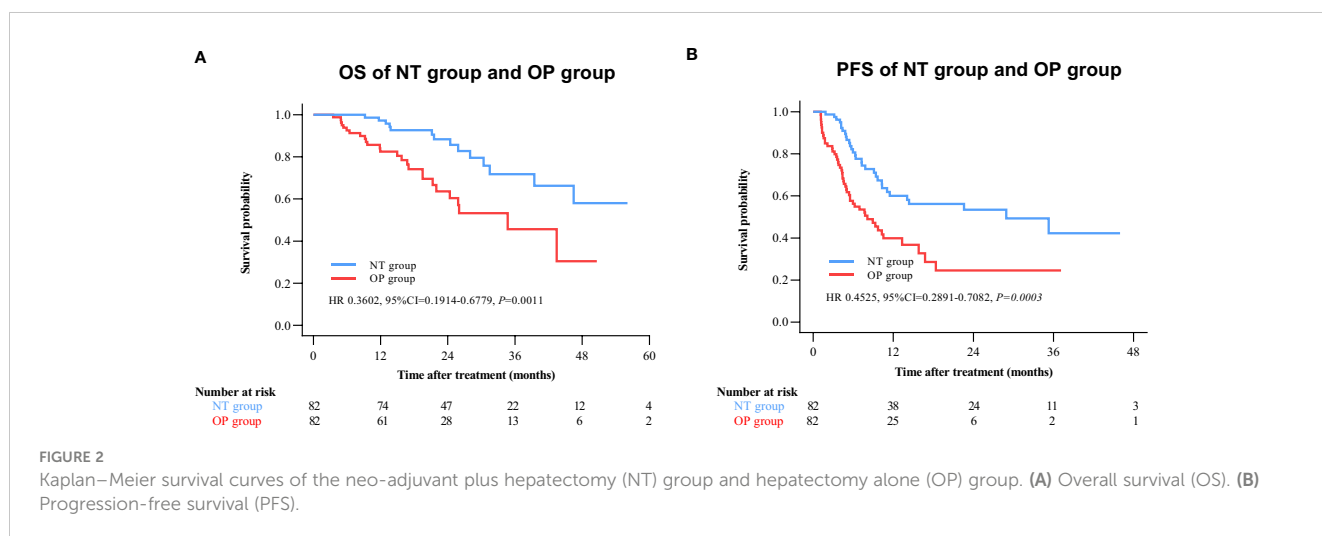 A
OS of NT group and OP group
1.0
0.8
0.6
0.4
0.2
0.0
Survival probability
NT group
OP group
HR 0.3602, 95%CI=0.1914-0.6779, P=0.0011
0 12 24 36 48 60
Time after treatment (months)
Number at risk
NT group 82 74 47 22 12 4
OP group 82 61 28 13 6 2
B
PFS of NT group and OP group
1.0
0.8
0.6
0.4
0.2
0.0
Survival probability
NT group
OP group
HR 0.4525, 95%CI=0.2891-0.7082, P=0.0003
0 12 24 36 48
Time after treatment (months)
Number at risk
NT group 82 38 24 11 3
OP group 82 25 6 2 1
FIGURE 2
Kaplan–Meier survival curves of the neo-adjuvant plus hepatectomy (NT) group and hepatectomy alone (OP) group. (A) Overall survival (OS). (B)
Progression-free survival (PFS).